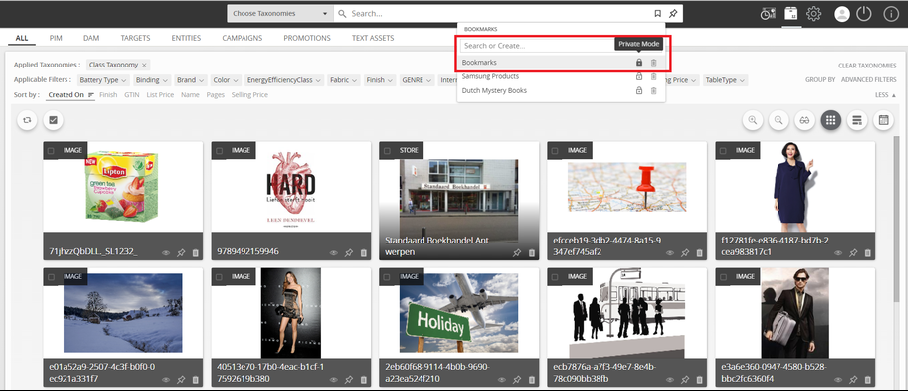 Choose Taxonomies
Search...
BOOKMARKS
Search or Create...
Private Mode
Bookmarks
Samsung Products
Dutch Mystery Books
ALL PIM DAM TARGETS ENTITIES CAMPAIGNS PROMOTIONS TEXT ASSETS
Applied Taxonomies : Class Taxonomy
CLEAR TAXONOMIES
Applicable Filters : Battery Type Binding Brand Color EnergyEfficiencyClass Fabric Finish GENRE Price TableType
GROUP BY ADVANCED FILTERS
Sort by : Created On Finish GTIN List Price Name Pages Selling Price
LESS
IMAGE
NEW
Lipton
green tea
71jhzQbDLL._SL1232_
IMAGE
HARD
9789492159946
STORE
Standaard Boekhandel
Standaard Boekhandel Ant
werpen
IMAGE
efcceb19-3db2-4474-8a15-9
347ef745af2
IMAGE
f12781fe-e836-4187-bd7b-2
cea983817c1
IMAGE
e01a52a9-2507-4c3f-b0f0-0
ec921a331f7
IMAGE
40513e70-17b0-4eac-b1cf-1
7592619b380
IMAGE
Holiday
2eb60f68-9114-4b0b-9690-
a23ea524f210
IMAGE
ecb7876a-a7f3-49e7-8e4b-
78c090bb38fb
IMAGE
e3a6e360-0947-4580-b528-
bbc2fc6360f4